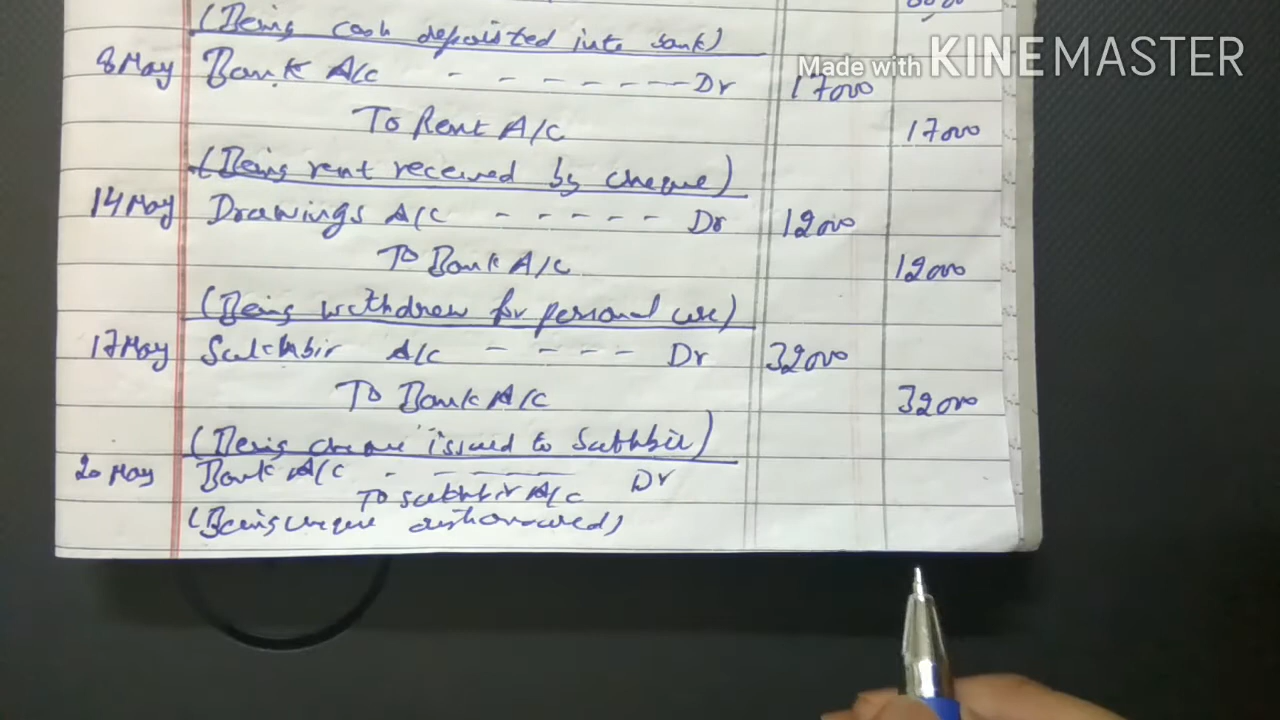 (Being cash deposited into bank)
Made with KINEMASTER
8 May Bank A/c - - - - - - - Dr 17000
To Rent A/C 17000
(Being rent received by cheque)
14 May Drawings A/C - - - - - Dr 12000
To Bank A/C 12000
(Being withdrew for personal use)
17 May Sukhbir A/C - - - - Dr 32000
To Bank A/C 32000
(Being cheque issued to Sukhbir)
20 May Bank A/C - - - - - Dr
To Sukhbir A/C
(Being cheque dishonoured)